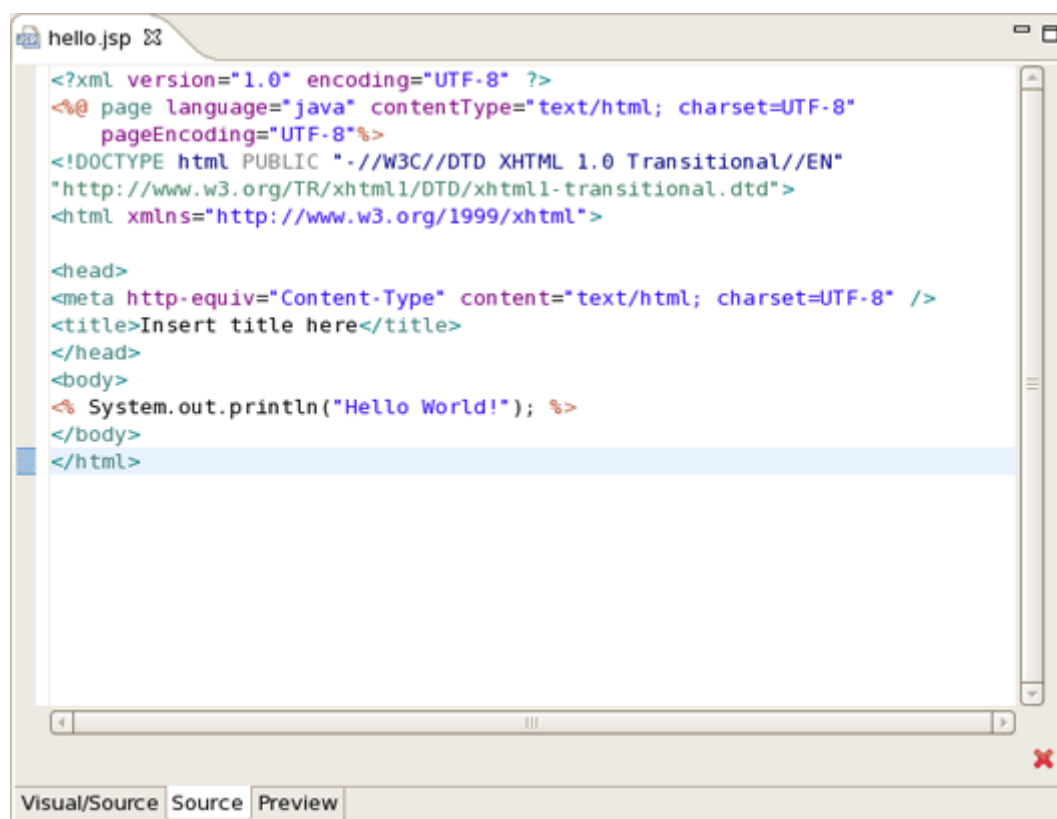 hello.jsp
<?xml version="1.0" encoding="UTF-8" ?>
<%@ page language="java" contentType="text/html; charset=UTF-8"
    pageEncoding="UTF-8"%>
<!DOCTYPE html PUBLIC "-//W3C//DTD XHTML 1.0 Transitional//EN"
"http://www.w3.org/TR/xhtml1/DTD/xhtml1-transitional.dtd">
<html xmlns="http://www.w3.org/1999/xhtml">
<head>
<meta http-equiv="Content-Type" content="text/html; charset=UTF-8" />
<title>Insert title here</title>
</head>
<body>
<% System.out.println("Hello World!"); %>
</body>
</html>
Visual/Source Source Preview